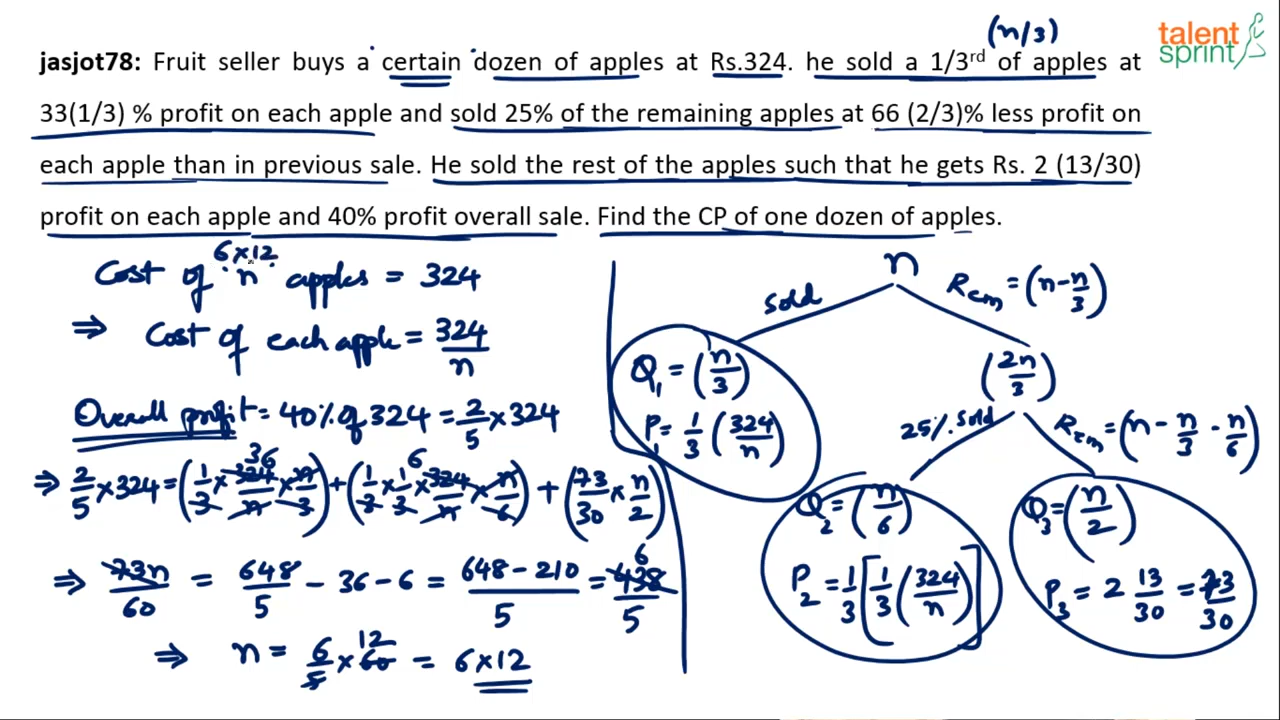 (n/3)
talent
sprint
jasjot78: Fruit seller buys a certain dozen of apples at Rs.324. he sold a 1/3rd of apples at
33(1/3) % profit on each apple and sold 25% of the remaining apples at 66 (2/3)% less profit on
each apple than in previous sale. He sold the rest of the apples such that he gets Rs. 2 (13/30)
profit on each apple and 40% profit overall sale. Find the CP of one dozen of apples.
6×12
Cost of "n" apples = 324
⇒ Cost of each apple = 324/n
Overall profit = 40% of 324 = 2/5 × 324
36 6
⇒ 2/5 × 324 = (1/3 × 324/n × n/3) + (1/3 × 1/3 × 324/n × n/6) + (73/30 × n/2)
⇒ 73n/60 = 648/5 - 36 - 6 = (648 - 210)/5 = 438/5
6
12
⇒ n = 6/5 × 60 = 6×12
n
sold
Rem = (n - n/3)
Q1 = (n/3)
P1 = 1/3 (324/n)
(2n/3)
25% sold
Rem = (n - n/3 - n/6)
Q2 = (n/6)
P2 = 1/3 [1/3 (324/n)]
Q3 = (n/2)
P3 = 2 13/30 = 73/30